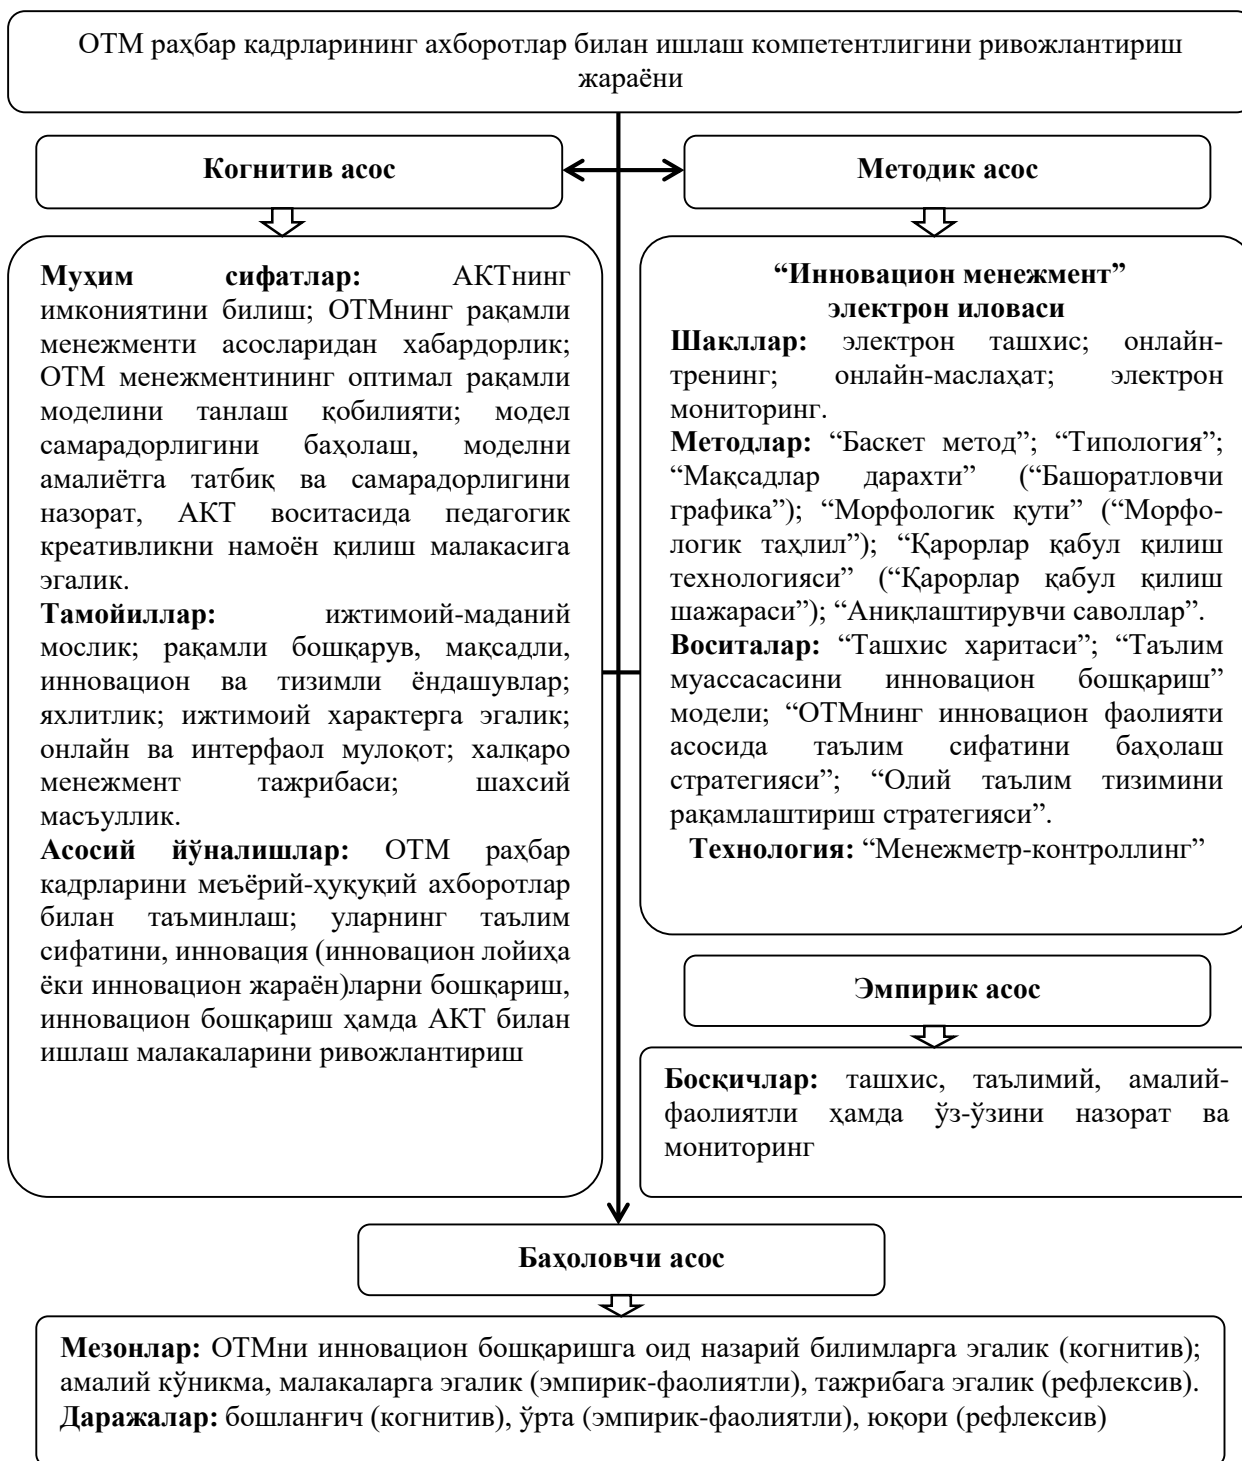 ОТМ раҳбар кадрларининг ахборотлар билан ишлаш компетентлигини ривожлантириш
жараёни
Когнитив асос
Методик асос
Муҳим сифатлар: АКТнинг
имкониятини билиш; ОТМнинг рақамли
менежменти асосларидан хабардорлик;
ОТМ менежментининг оптимал рақамли
моделини танлаш қобилияти; модел
самарадорлигини баҳолаш, моделни
амалиётга татбиқ ва самарадорлигини
назорат, АКТ воситасида педагогик
креативликни намоён қилиш малакасига
эгалик.
Тамойиллар: ижтимоий-маданий
мослик; рақамли бошқарув, мақсадли,
инновацион ва тизимли ёндашувлар;
яхлитлик; ижтимоий характерга эгалик;
онлайн ва интерфаол мулоқот; халқаро
менежмент тажрибаси; шахсий
масъуллик.
Асосий йўналишлар: ОТМ раҳбар
кадрларини меъёрий-ҳуқуқий ахборотлар
билан таъминлаш; уларнинг таълим
сифатини, инновация (инновацион лойиҳа
ёки инновацион жараён)ларни бошқариш,
инновацион бошқариш ҳамда АКТ билан
ишлаш малакаларини ривожлантириш
“Инновацион менежмент”
электрон иловаси
Шакллар: электрон ташхис; онлайн-
тренинг; онлайн-маслаҳат; электрон
мониторинг.
Методлар: “Баскет метод”; “Типология”;
“Мақсадлар дарахти” (“Башоратловчи
графика”); “Морфологик қути” (“Морфо-
логик таҳлил”); “Қарорлар қабул қилиш
технологияси” (“Қарорлар қабул қилиш
шажараси”); “Аниқлаштирувчи саволлар”.
Воситалар: “Ташхис харитаси”; “Таълим
муассасасини инновацион бошқариш”
модели; “ОТМнинг инновацион фаолияти
асосида таълим сифатини баҳолаш
стратегияси”; “Олий таълим тизимини
рақамлаштириш стратегияси”.
Технология: “Менежметр-контроллинг”
Эмпирик асос
Босқичлар: ташхис, таълимий, амалий-
фаолиятли ҳамда ўз-ўзини назорат ва
мониторинг
Баҳоловчи асос
Мезонлар: ОТМни инновацион бошқаришга оид назарий билимларга эгалик (когнитив);
амалий кўникма, малакаларга эгалик (эмпирик-фаолиятли), тажрибага эгалик (рефлексив).
Даражалар: бошланғич (когнитив), ўрта (эмпирик-фаолиятли), юқори (рефлексив)